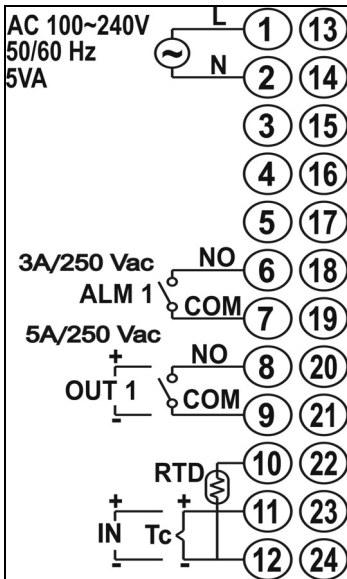 AC 100~240V L 1 13
50/60 Hz ~
5VA N 2 14
3 15
4 16
5 17
3A/250 Vac NO 6 18
ALM 1 COM 7 19
5A/250 Vac
+ NO 8 20
OUT 1 COM
- 9 21
RTD 10 22
+ + 11 23
IN Tc
- - 12 24